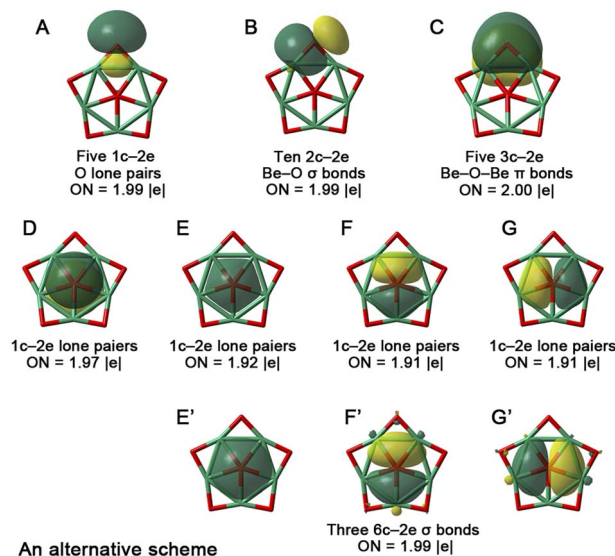 A
B
C
Five 1c–2e
O lone pairs
ON = 1.99 |e|
Ten 2c–2e
Be–O σ bonds
ON = 1.99 |e|
Five 3c–2e
Be–O–Be π bonds
ON = 2.00 |e|
D
E
F
G
1c–2e lone paiers
ON = 1.97 |e|
1c–2e lone paiers
ON = 1.92 |e|
1c–2e lone paiers
ON = 1.91 |e|
1c–2e lone paiers
ON = 1.91 |e|
E'
F'
G'
Three 6c–2e σ bonds
ON = 1.99 |e|
An alternative scheme